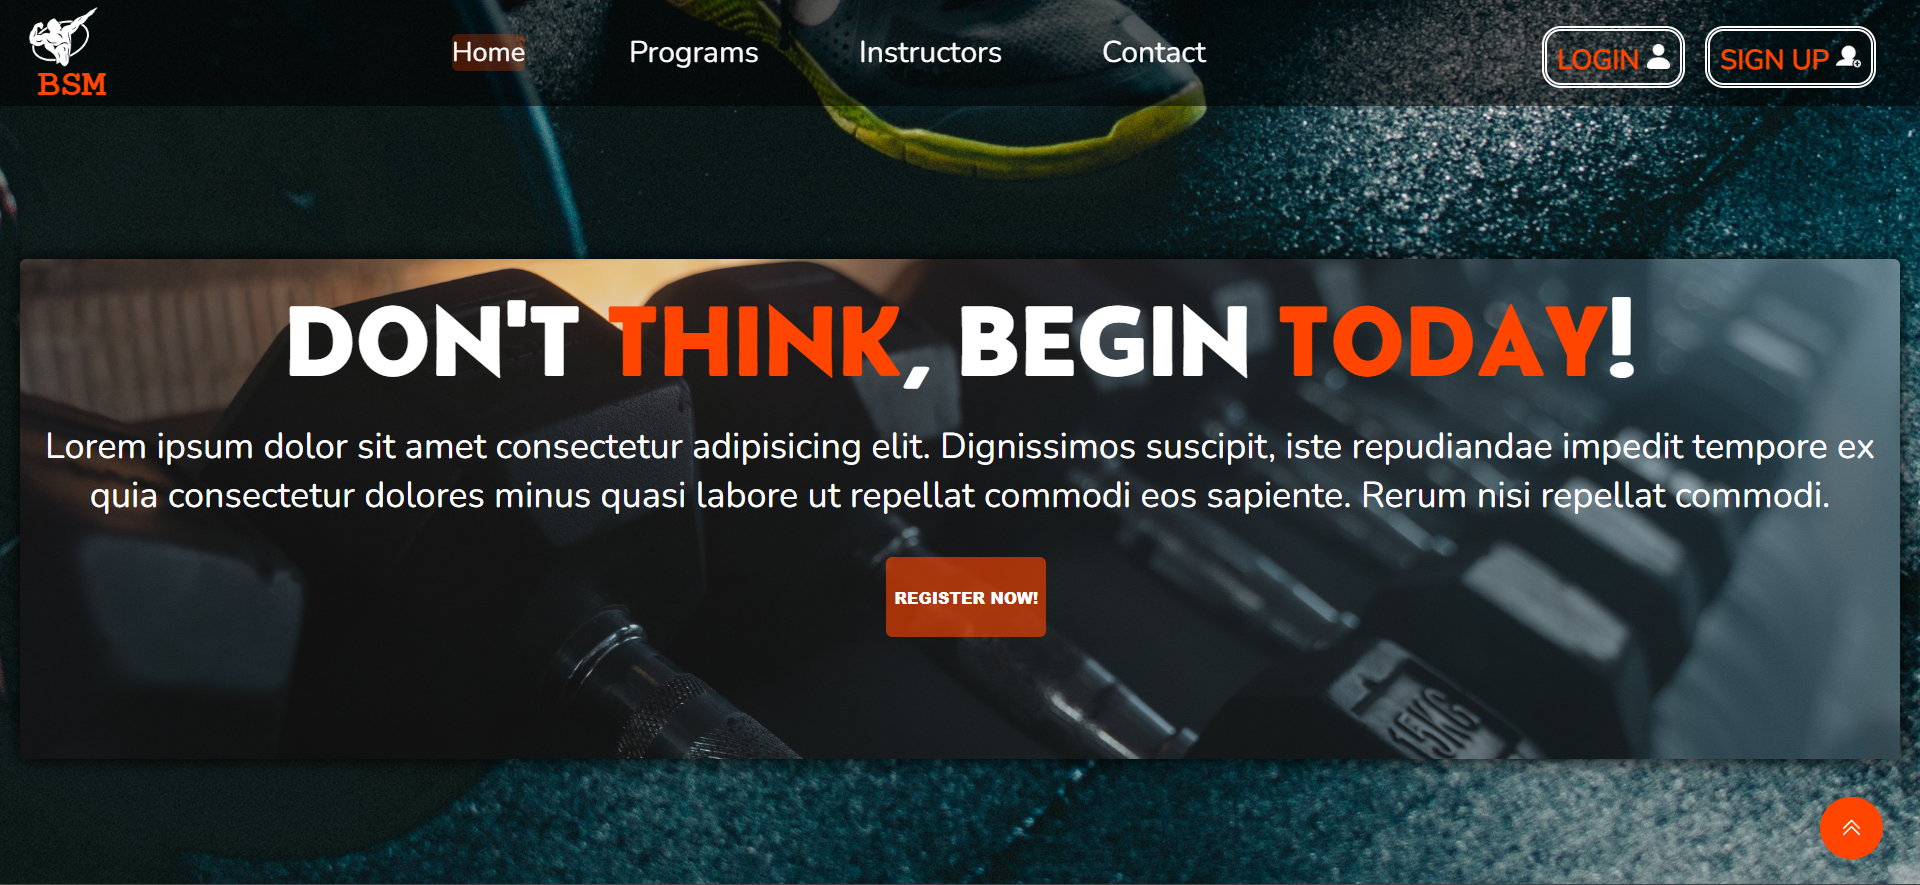 BSM
Home
Programs
Instructors
Contact
LOGIN
SIGN UP
DON'T THINK, BEGIN TODAY!
Lorem ipsum dolor sit amet consectetur adipisicing elit. Dignissimos suscipit, iste repudiandae impedit tempore ex
quia consectetur dolores minus quasi labore ut repellat commodi eos sapiente. Rerum nisi repellat commodi.
REGISTER NOW!
15KG